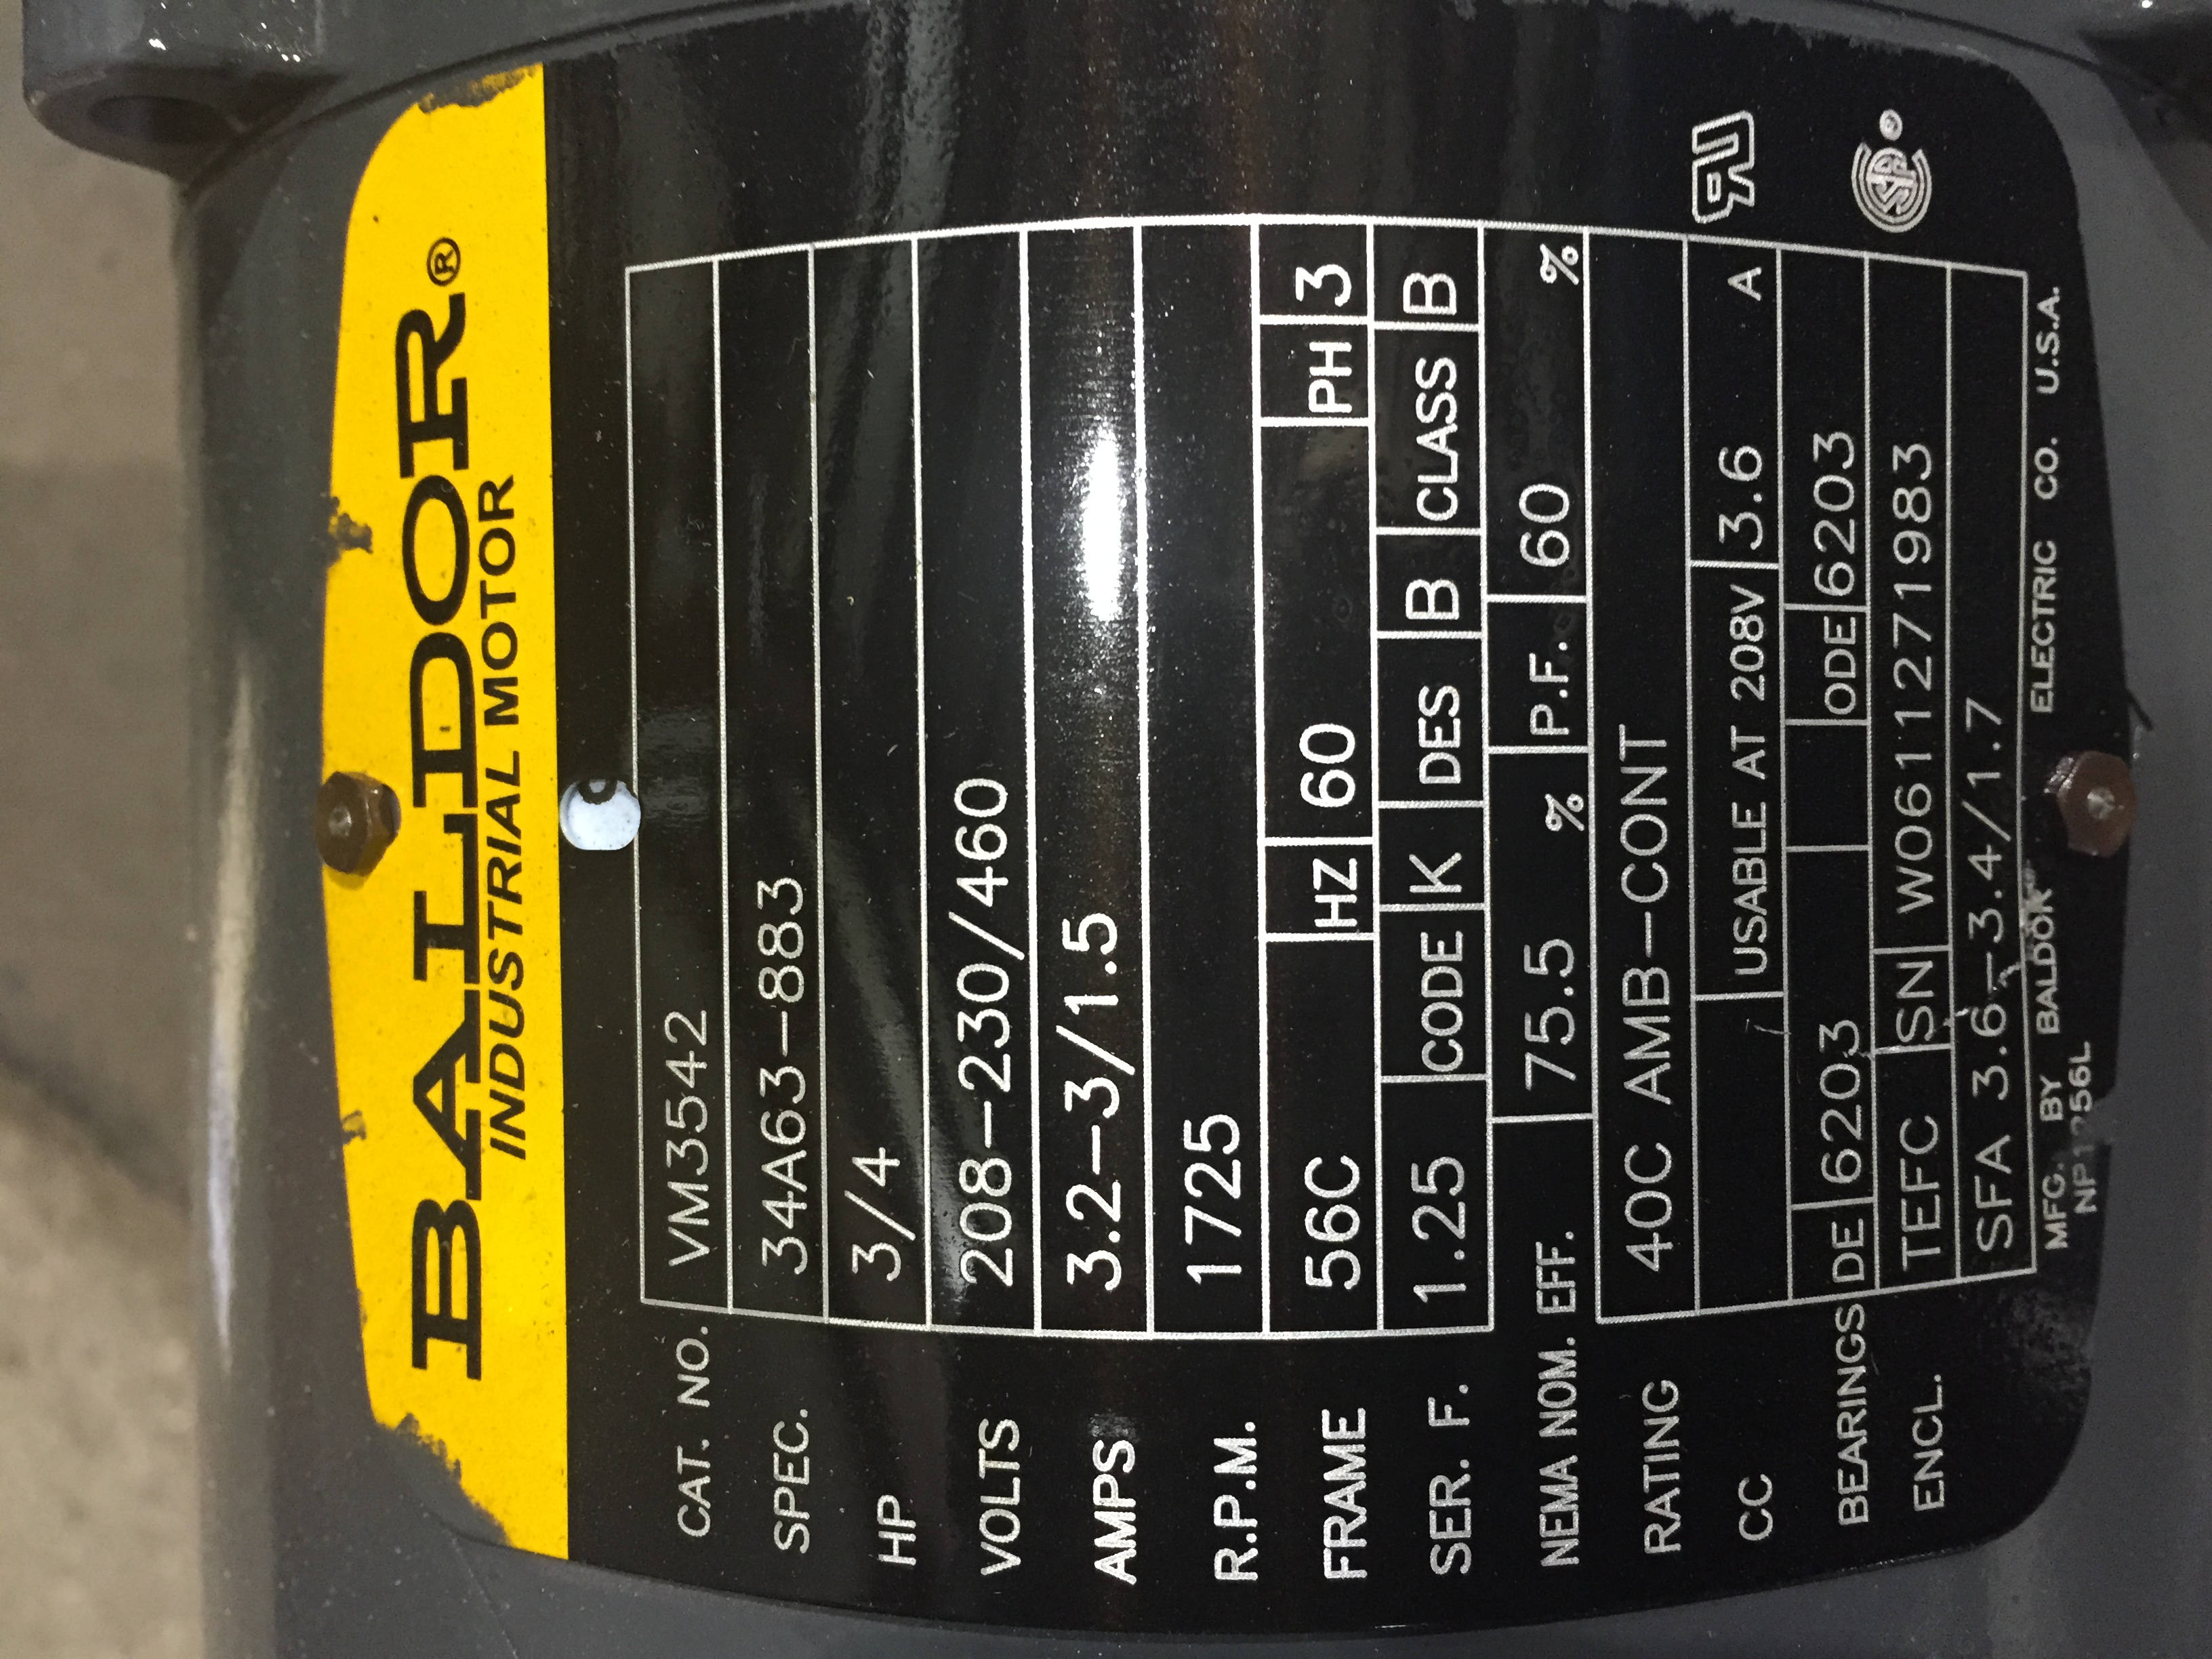 BALDOR®
INDUSTRIAL MOTOR
CAT. NO. VM3542
SPEC. 34A63-883
HP 3/4
VOLTS 208-230/460
AMPS 3.2-3/1.5
R.P.M. 1725
FRAME 56C HZ 60 PH 3
SER. F. 1.25 CODE K DES B CLASS B
NEMA NOM. EFF. 75.5 % P.F. 60 %
RATING 40C AMB-CONT
CC USABLE AT 208V 3.6 A
BEARINGS DE 6203 ODE 6203
ENCL. TEFC SN W0611271983
SFA 3.6-3.4/1.7
MFG. BY BALDOR ELECTRIC CO. U.S.A.
NP1256L